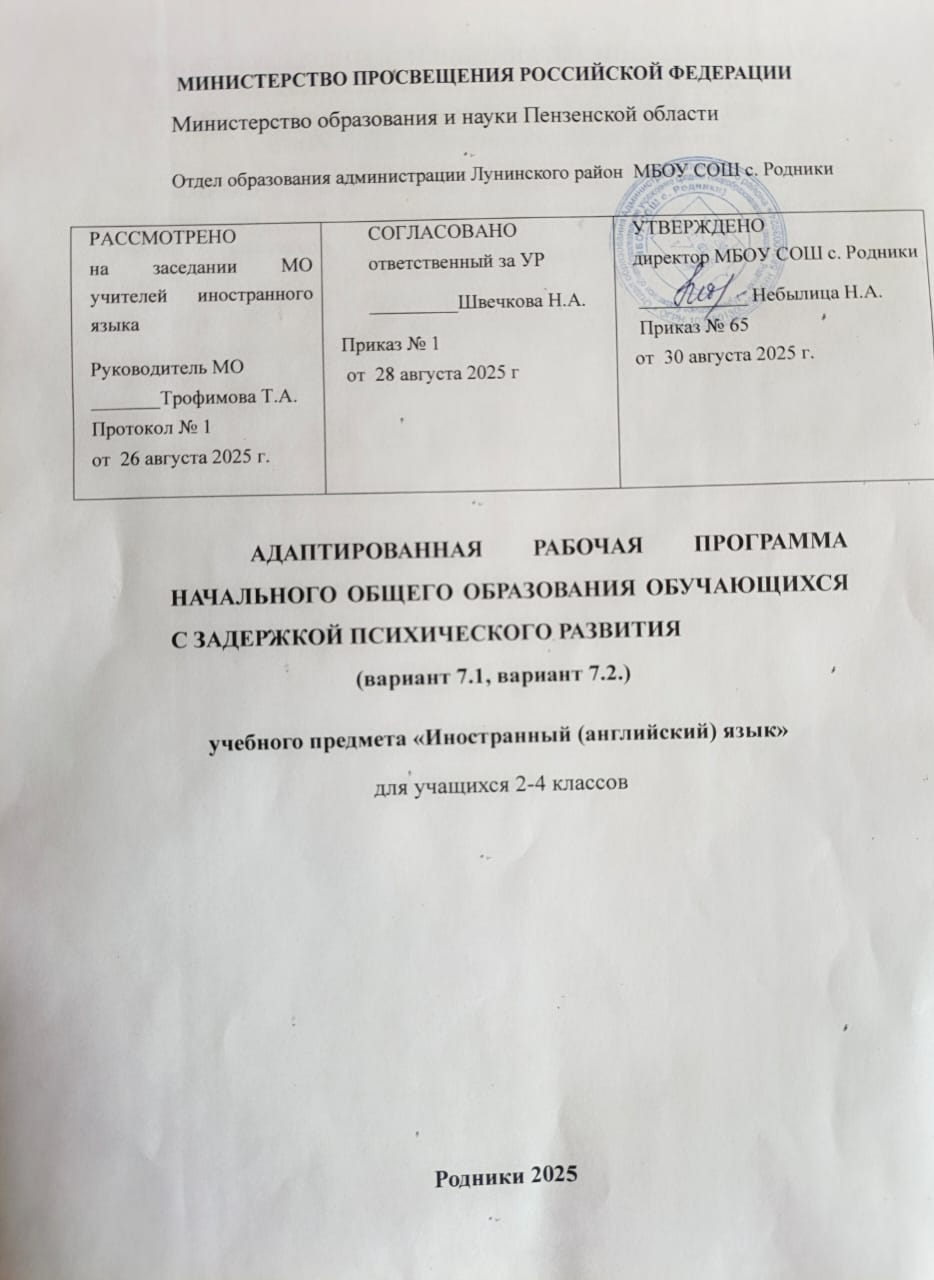 МИНИСТЕРСТВО ПРОСВЕЩЕНИЯ РОССИЙСКОЙ ФЕДЕРАЦИИ
Министерство образования и науки Пензенской области
Отдел образования администрации Лунинского район МБОУ СОШ с. Родники
РАССМОТРЕНО
на заседании МО
учителей иностранного
языка
Руководитель МО
_______Трофимова Т.А.
Протокол № 1
от 26 августа 2025 г.
СОГЛАСОВАНО
ответственный за УР
_________Швечкова Н.А.
Приказ № 1
от 28 августа 2025 г
УТВЕРЖДЕНО
директор МБОУ СОШ с. Родники
___________ Небылица Н.А.
Приказ № 65
от 30 августа 2025 г.
АДАПТИРОВАННАЯ РАБОЧАЯ ПРОГРАММА
НАЧАЛЬНОГО ОБЩЕГО ОБРАЗОВАНИЯ ОБУЧАЮЩИХСЯ
С ЗАДЕРЖКОЙ ПСИХИЧЕСКОГО РАЗВИТИЯ
(вариант 7.1, вариант 7.2.)
учебного предмета «Иностранный (английский) язык»
для учащихся 2-4 классов
Родники 2025